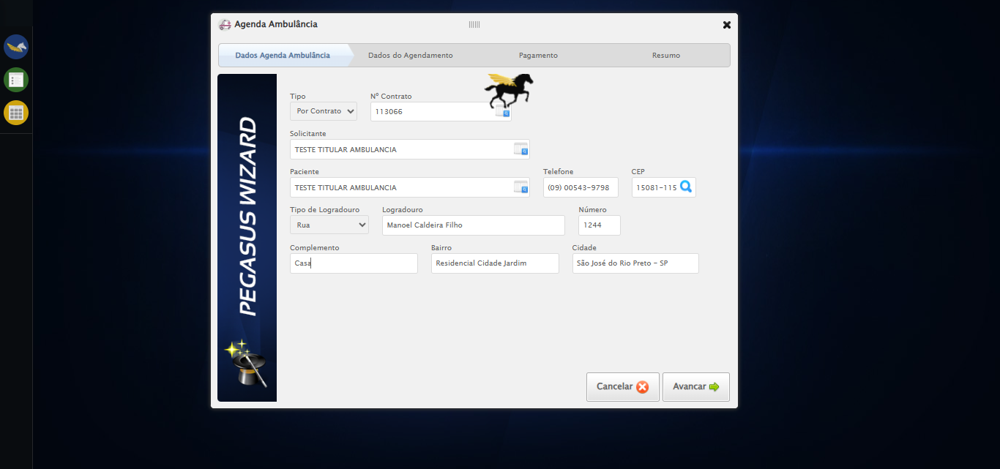 Agenda Ambulância
Dados Agenda Ambulância
Dados do Agendamento
Pagamento
Resumo
PEGASUS WIZARD
Tipo
Nº Contrato
Por Contrato
113066
Solicitante
TESTE TITULAR AMBULANCIA
Paciente
Telefone
CEP
TESTE TITULAR AMBULANCIA
(09) 00543-9798
15081-115
Tipo de Logradouro
Logradouro
Número
Rua
Manoel Caldeira Filho
1244
Complemento
Bairro
Cidade
Casa
Residencial Cidade Jardim
São José do Rio Preto - SP
Cancelar
Avancar